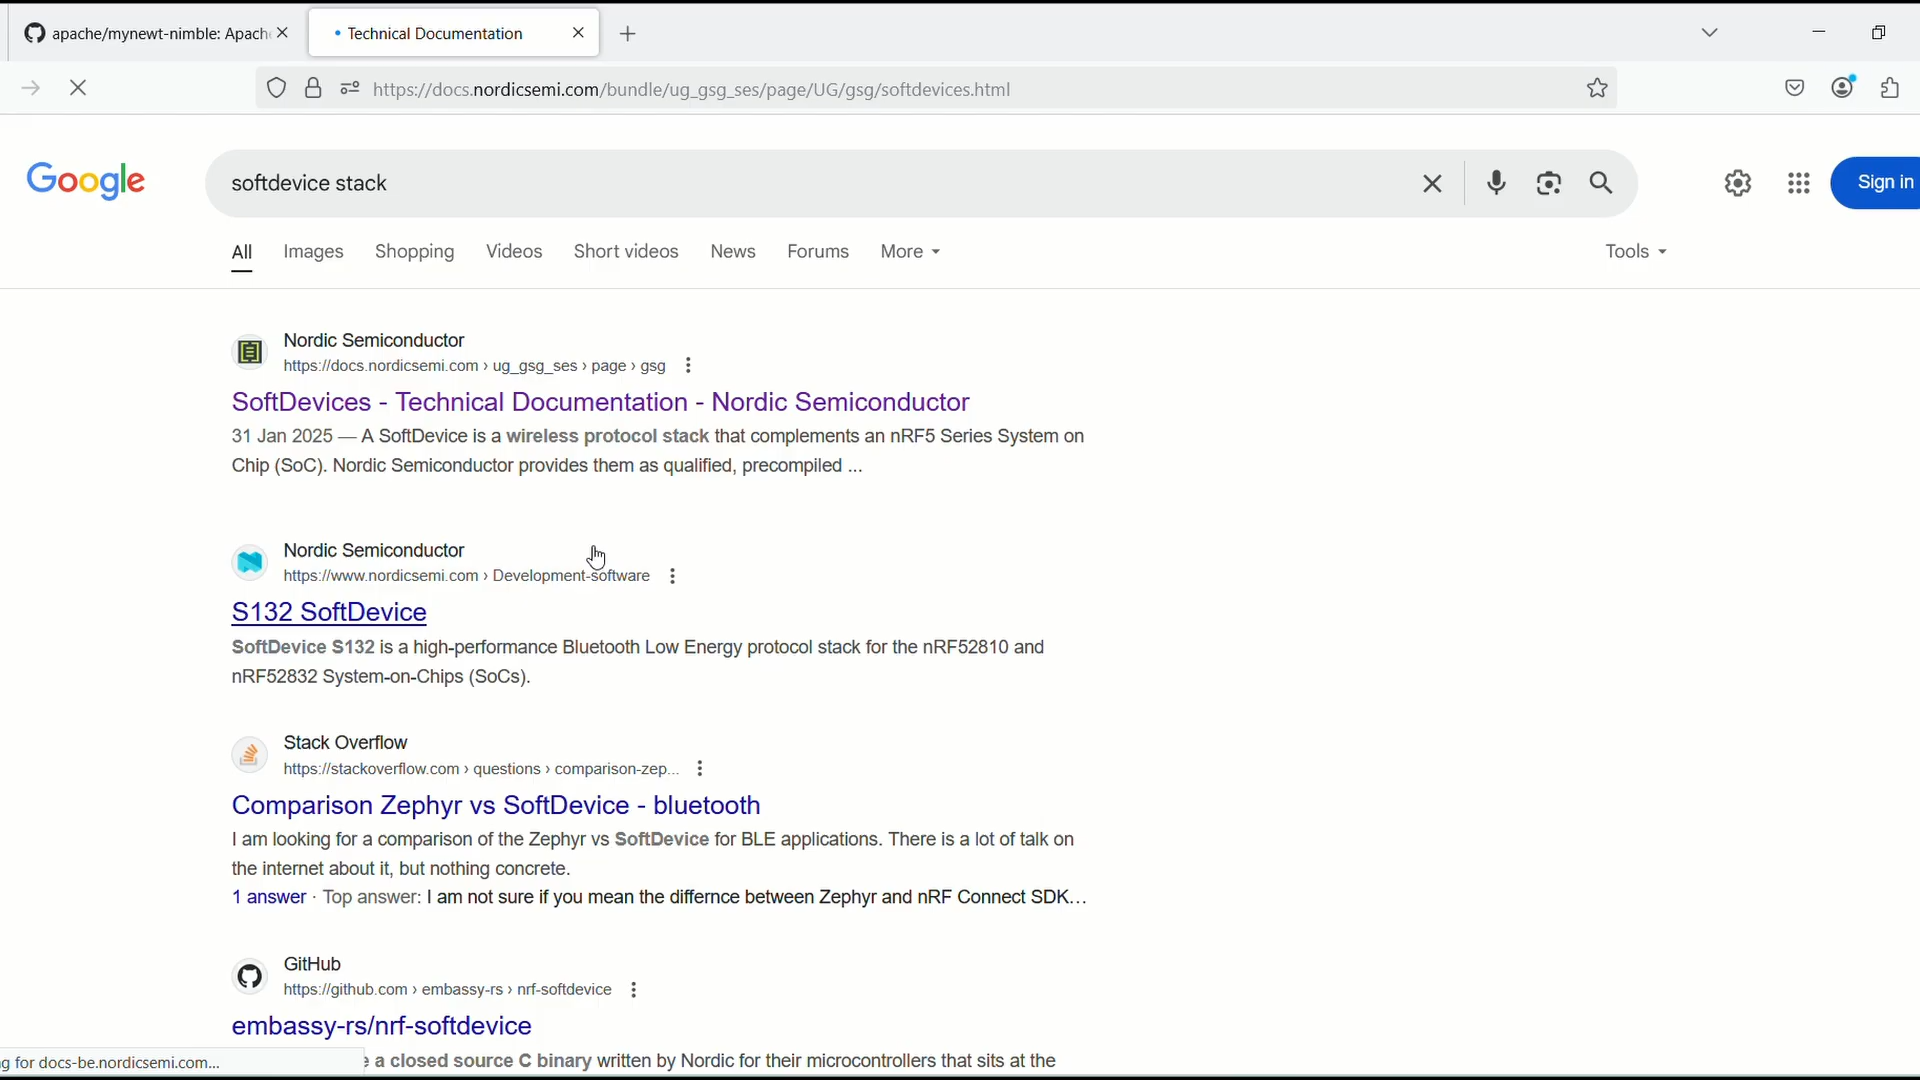 apache/mynewt-nimble: Apach
Technical Documentation
https://docs.nordicsemi.com/bundle/ug_gsg_ses/page/UG/gsg/softdevices.html
Google
softdevice stack
Sign in
All
Images
Shopping
Videos
Short videos
News
Forums
More
Tools
Nordic Semiconductor
https://docs.nordicsemi.com › ug_gsg_ses › page › gsg
SoftDevices - Technical Documentation - Nordic Semiconductor
31 Jan 2025 — A SoftDevice is a wireless protocol stack that complements an nRF5 Series System on
Chip (SoC). Nordic Semiconductor provides them as qualified, precompiled ...
Nordic Semiconductor
https://www.nordicsemi.com › Development-software
S132 SoftDevice
SoftDevice S132 is a high-performance Bluetooth Low Energy protocol stack for the nRF52810 and
nRF52832 System-on-Chips (SoCs).
Stack Overflow
https://stackoverflow.com › questions › comparison-zep...
Comparison Zephyr vs SoftDevice - bluetooth
I am looking for a comparison of the Zephyr vs SoftDevice for BLE applications. There is a lot of talk on
the internet about it, but nothing concrete.
1 answer · Top answer: I am not sure if you mean the differnce between Zephyr and nRF Connect SDK...
GitHub
https://github.com › embassy-rs › nrf-softdevice
embassy-rs/nrf-softdevice
a closed source C binary written by Nordic for their microcontrollers that sits at the
g for docs-be.nordicsemi.com...